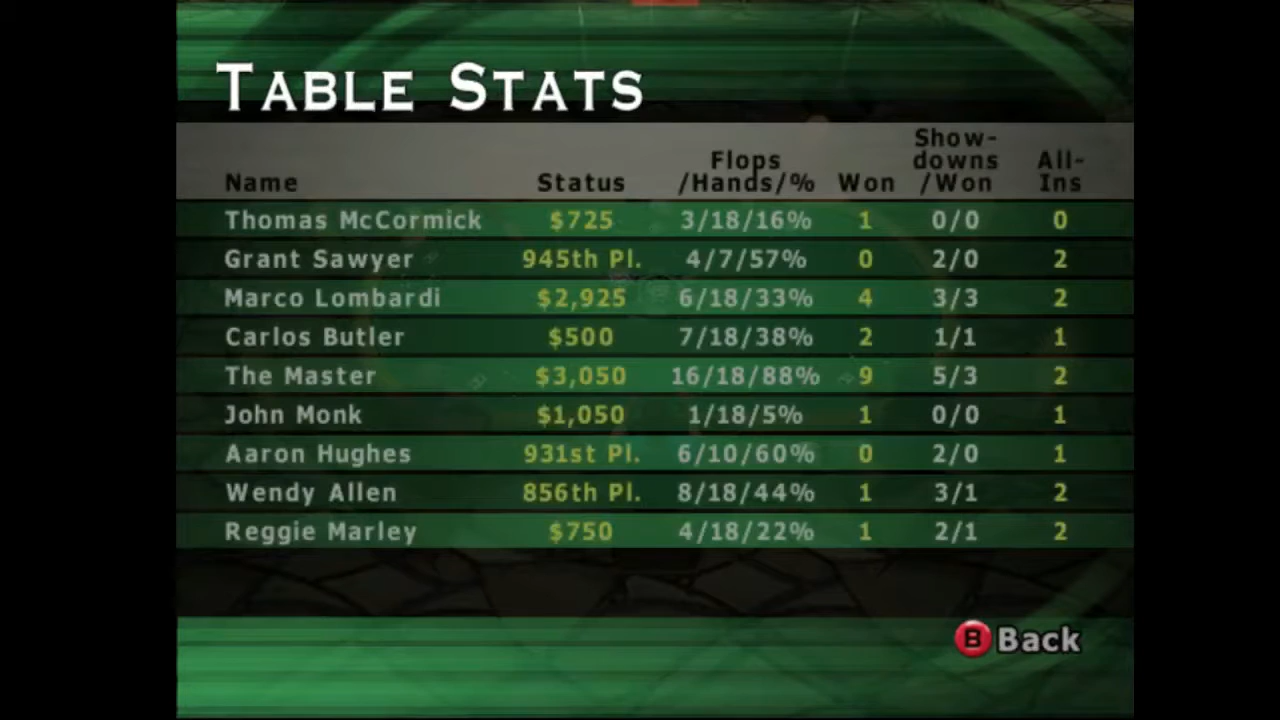 TABLE STATS
Name Status Flops /Hands/% Won Show- downs /Won All- Ins
Thomas McCormick $725 3/18/16% 1 0/0 0
Grant Sawyer 945th Pl. 4/7/57% 0 2/0 2
Marco Lombardi $2,925 6/18/33% 4 3/3 2
Carlos Butler $500 7/18/38% 2 1/1 1
The Master $3,050 16/18/88% 9 5/3 2
John Monk $1,050 1/18/5% 1 0/0 1
Aaron Hughes 931st Pl. 6/10/60% 0 2/0 1
Wendy Allen 856th Pl. 8/18/44% 1 3/1 2
Reggie Marley $750 4/18/22% 1 2/1 2
B Back